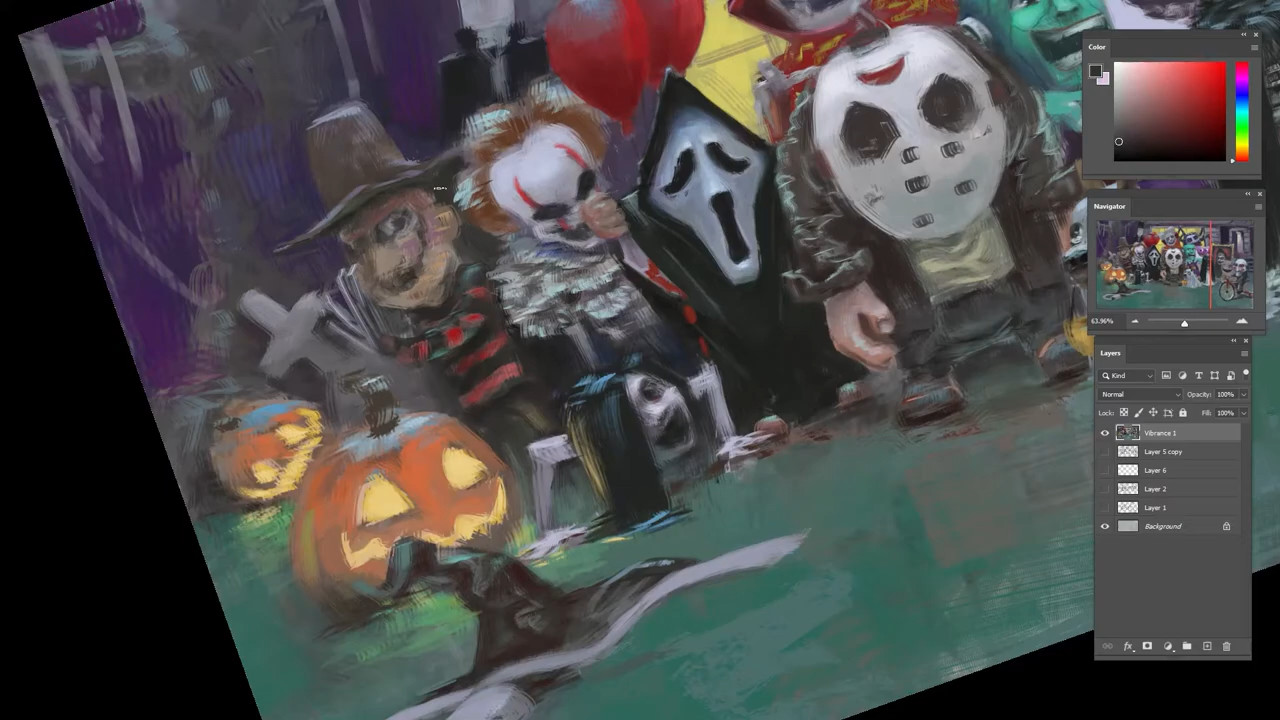 Color
Navigator
63.96%
Layers
Kind
Normal
Opacity: 100%
Lock:
Fill: 100%
Vibrance 1
Layer 5 copy
Layer 6
Layer 2
Layer 1
Background
fx